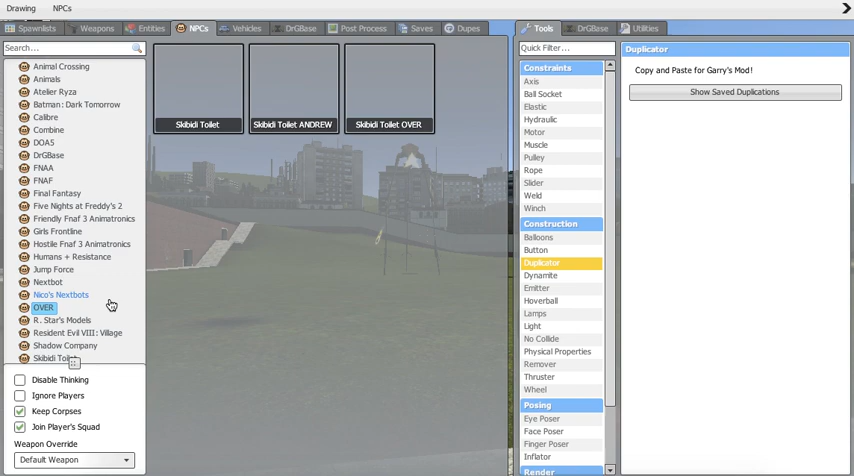 Drawing NPCs
Spawnlists Weapons Entities NPCs Vehicles DrGBase Post Process Saves Dupes
Search...
Animal Crossing
Animals
Atelier Ryza
Batman: Dark Tomorrow
Calibre
Combine
DOA5
DrGBase
FNAA
FNAF
Final Fantasy
Five Nights at Freddy's 2
Friendly Fnaf 3 Animatronics
Girls Frontline
Hostile Fnaf 3 Animatronics
Humans + Resistance
Jump Force
Nextbot
Nico's Nextbots
OVER
R. Star's Models
Resident Evil VIII: Village
Shadow Company
Skibidi Toilet
Disable Thinking
Ignore Players
Keep Corpses
Join Player's Squad
Weapon Override
Default Weapon
Skibidi Toilet Skibidi Toilet ANDREW Skibidi Toilet OVER
Tools DrGBase Utilities
Quick Filter...
Constraints
Axis
Ball Socket
Elastic
Hydraulic
Motor
Muscle
Pulley
Rope
Slider
Weld
Winch
Construction
Balloons
Button
Duplicator
Dynamite
Emitter
Hoverball
Lamps
Light
No Collide
Physical Properties
Remover
Thruster
Wheel
Posing
Eye Poser
Face Poser
Finger Poser
Inflator
Render
Duplicator
Copy and Paste for Garry's Mod!
Show Saved Duplications